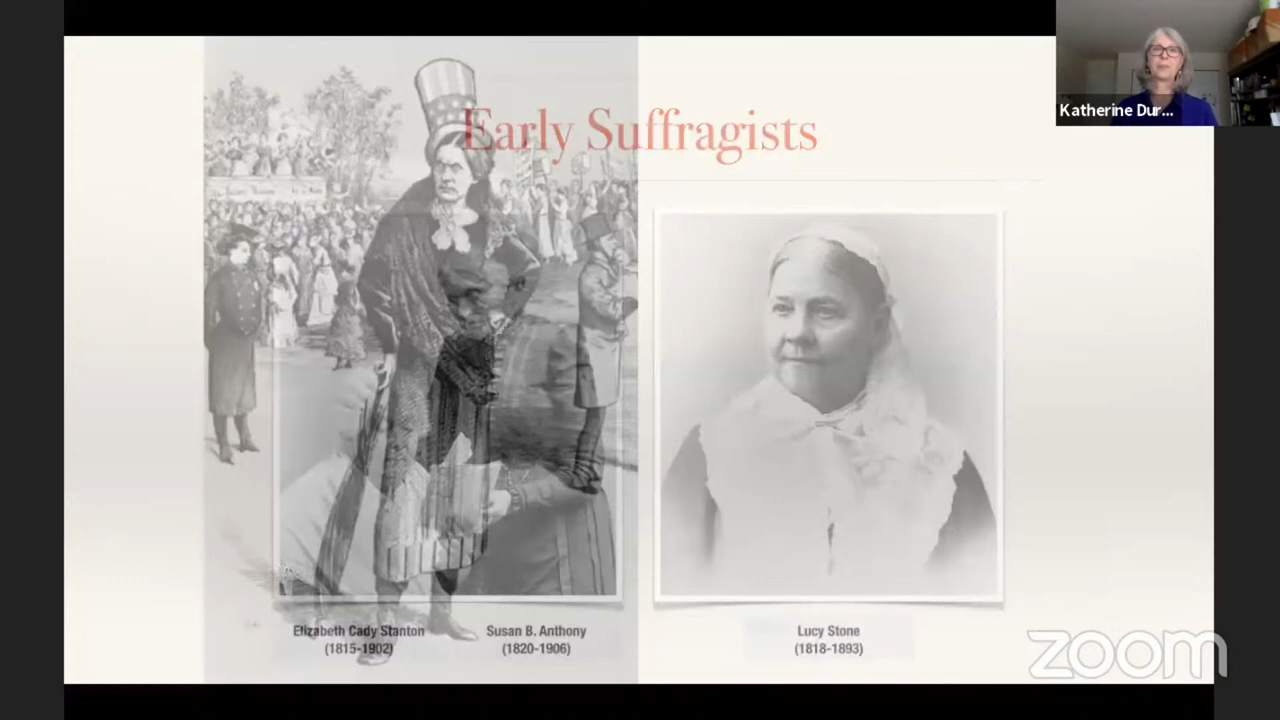 Early Suffragists
Katherine Dur...
Elizabeth Cady Stanton
(1815-1902)
Susan B. Anthony
(1820-1906)
Lucy Stone
(1818-1893)
zoom